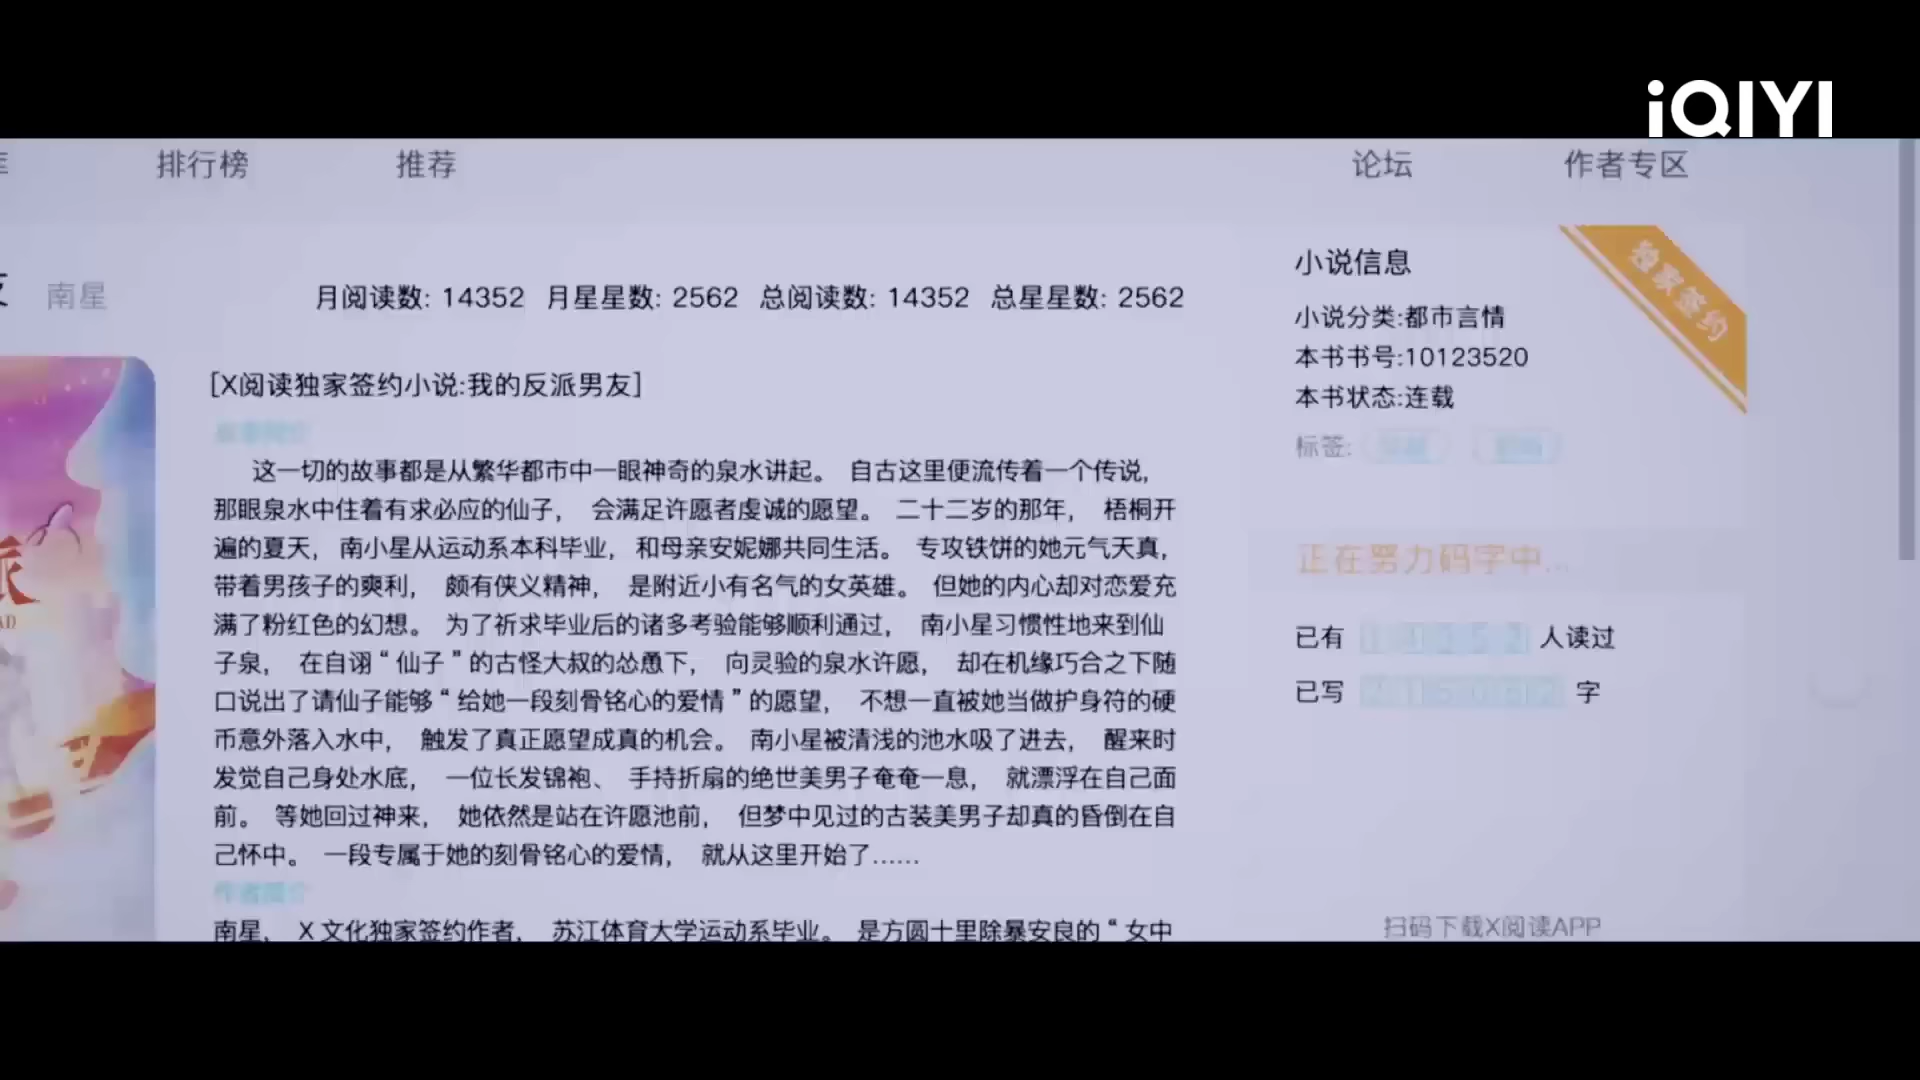 iQIYI
排行榜 推荐 论坛 作者专区
南星
月阅读数: 14352 月星星数: 2562 总阅读数: 14352 总星星数: 2562
[X阅读独家签约小说:我的反派男友]
这一切的故事都是从繁华都市中一眼神奇的泉水讲起。 自古这里便流传着一个传说,
那眼泉水中住着有求必应的仙子, 会满足许愿者虔诚的愿望。 二十二岁的那年, 梧桐开
遍的夏天, 南小星从运动系本科毕业, 和母亲安妮娜共同生活。 专攻铁饼的她元气天真,
带着男孩子的爽利, 颇有侠义精神, 是附近小有名气的女英雄。 但她的内心却对恋爱充
满了粉红色的幻想。 为了祈求毕业后的诸多考验能够顺利通过, 南小星习惯性地来到仙
子泉, 在自诩“仙子”的古怪大叔的怂恿下, 向灵验的泉水许愿, 却在机缘巧合之下随
口说出了请仙子能够“给她一段刻骨铭心的爱情”的愿望, 不想一直被她当做护身符的硬
币意外落入水中, 触发了真正愿望成真的机会。 南小星被清浅的池水吸了进去, 醒来时
发觉自己身处水底, 一位长发锦袍、 手持折扇的绝世美男子奄奄一息, 就漂浮在自己面
前。 等她回过神来, 她依然是站在许愿池前, 但梦中见过的古装美男子却真的昏倒在自
己怀中。 一段专属于她的刻骨铭心的爱情, 就从这里开始了……
作者简介
南星, X文化独家签约作者, 苏江体育大学运动系毕业。 是方圆十里除暴安良的“女中
独家签约
小说信息
小说分类:都市言情
本书书号:10123520
本书状态:连载
标签:
正在努力码字中...
已有 人读过
已写 字
扫码下载X阅读APP